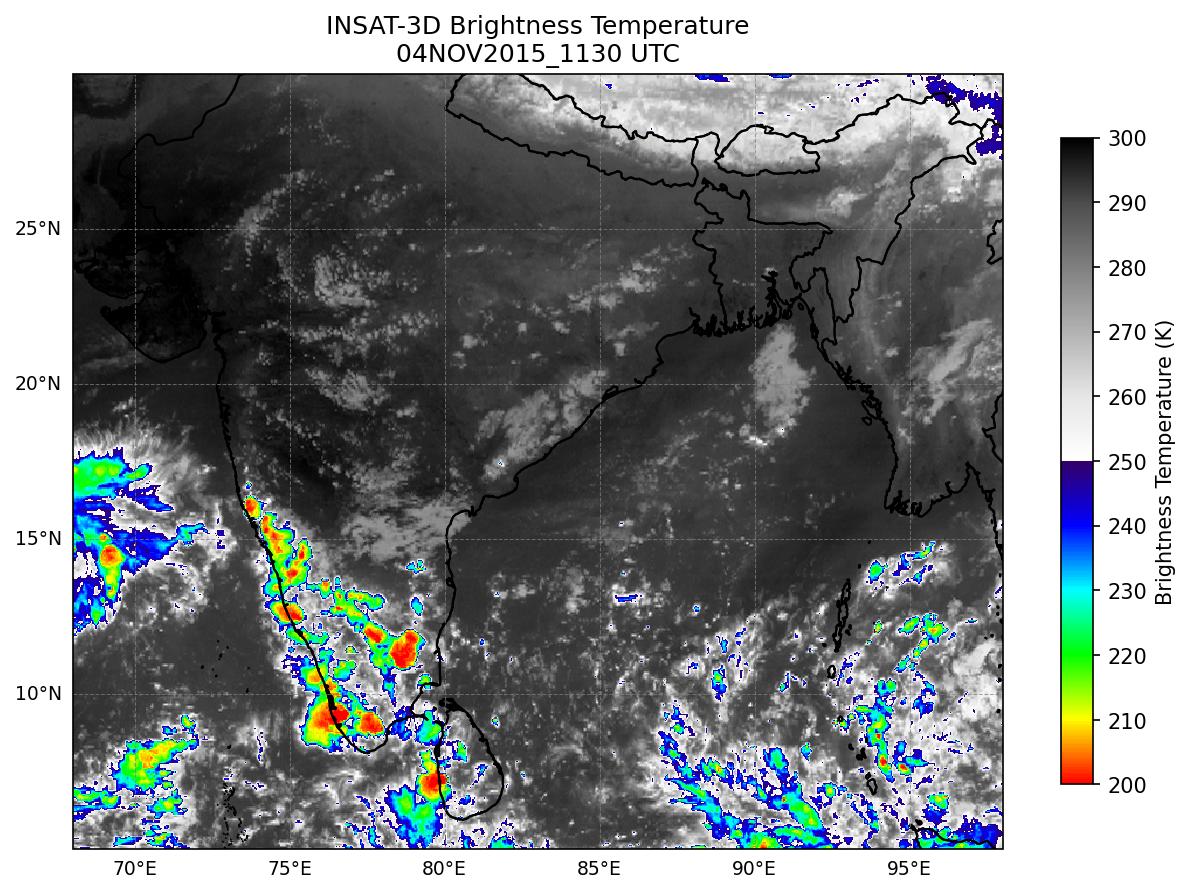 INSAT-3D Brightness Temperature
04NOV2015_1130 UTC
25°N
20°N
15°N
10°N
70°E
75°E
80°E
85°E
90°E
95°E
300
290
280
270
260
250
240
230
220
210
200
Brightness Temperature (K)